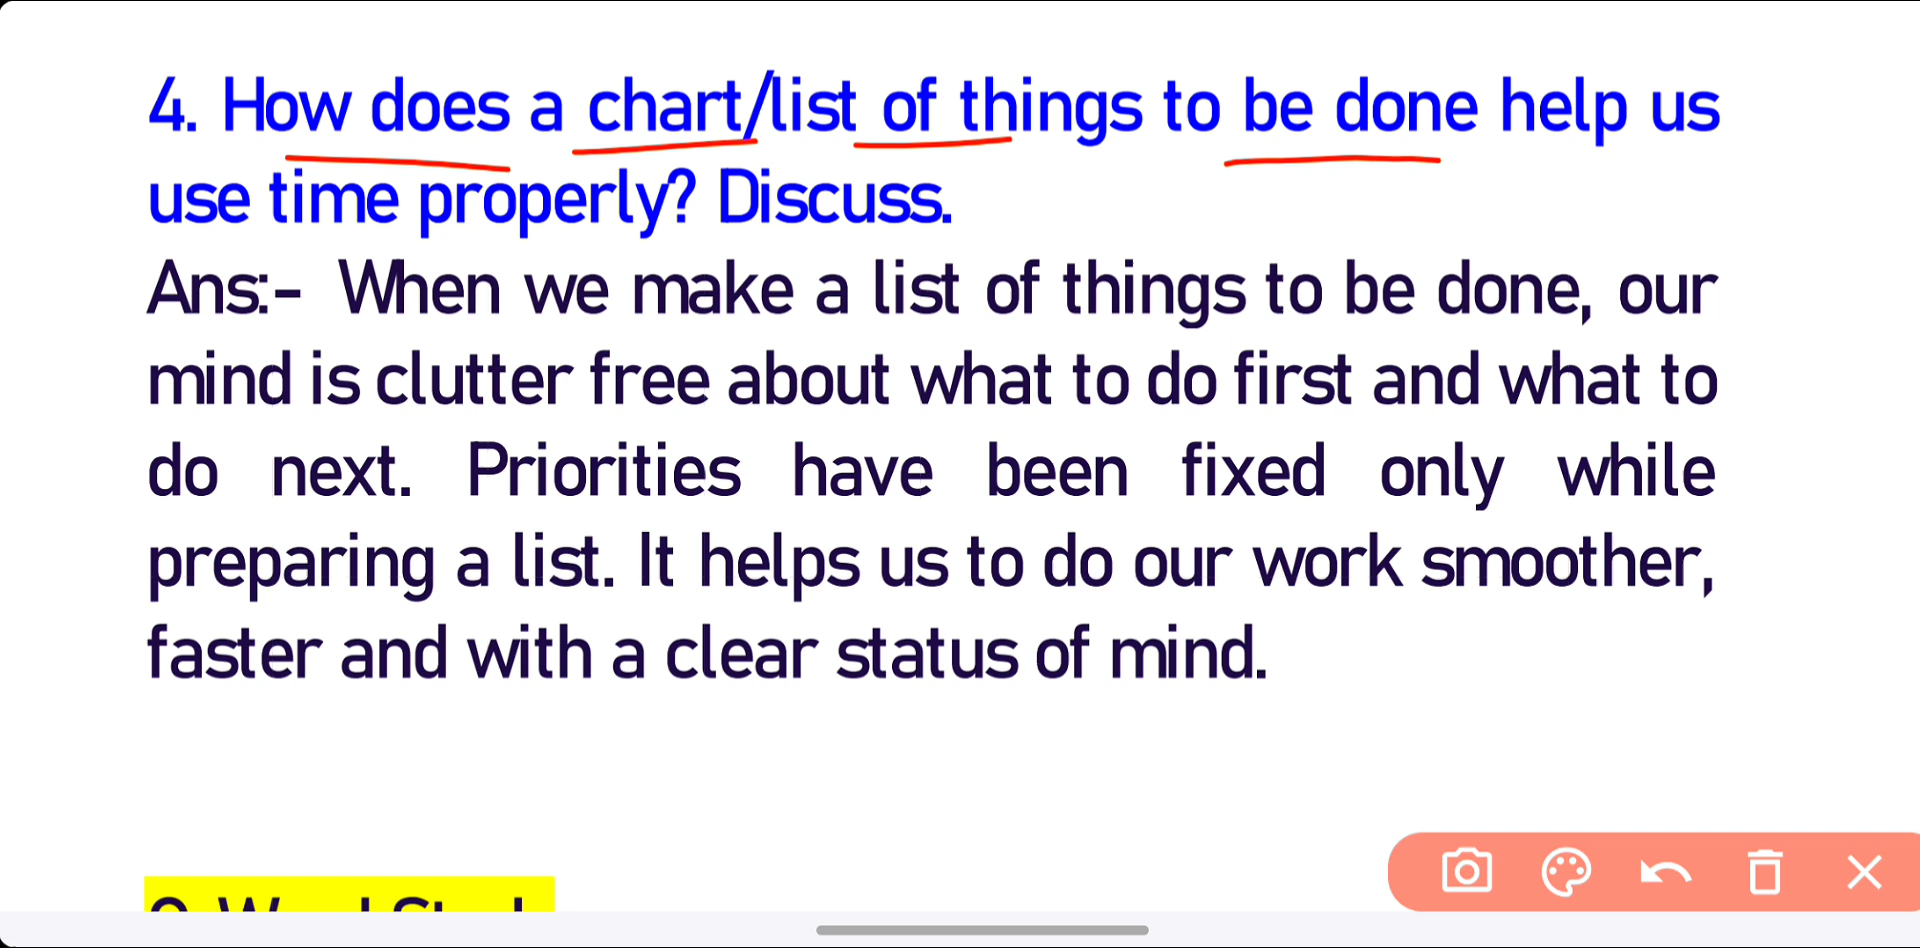 4. How does a chart/list of things to be done help us
use time properly? Discuss.
Ans:- When we make a list of things to be done, our
mind is clutter free about what to do first and what to
do next. Priorities have been fixed only while
preparing a list. It helps us to do our work smoother,
faster and with a clear status of mind.